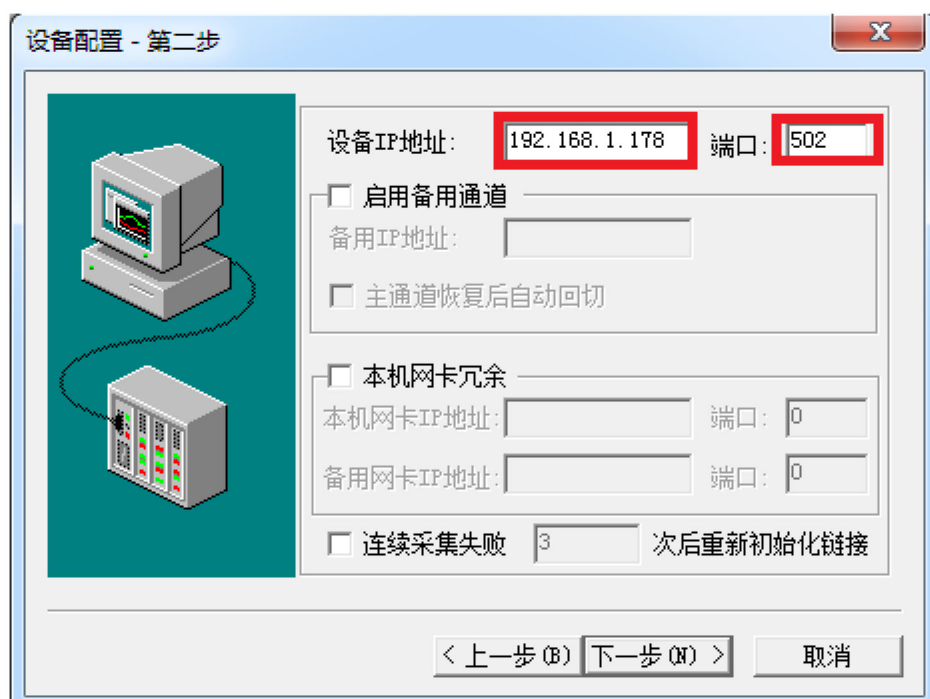 设备配置 - 第二步
设备IP地址: 192.168.1.178 端口: 502
启用备用通道
备用IP地址:
主通道恢复后自动回切
本机网卡冗余
本机网卡IP地址: 端口: 0
备用网卡IP地址: 端口: 0
连续采集失败 3 次后重新初始化链接
< 上一步(B) 下一步(N) > 取消